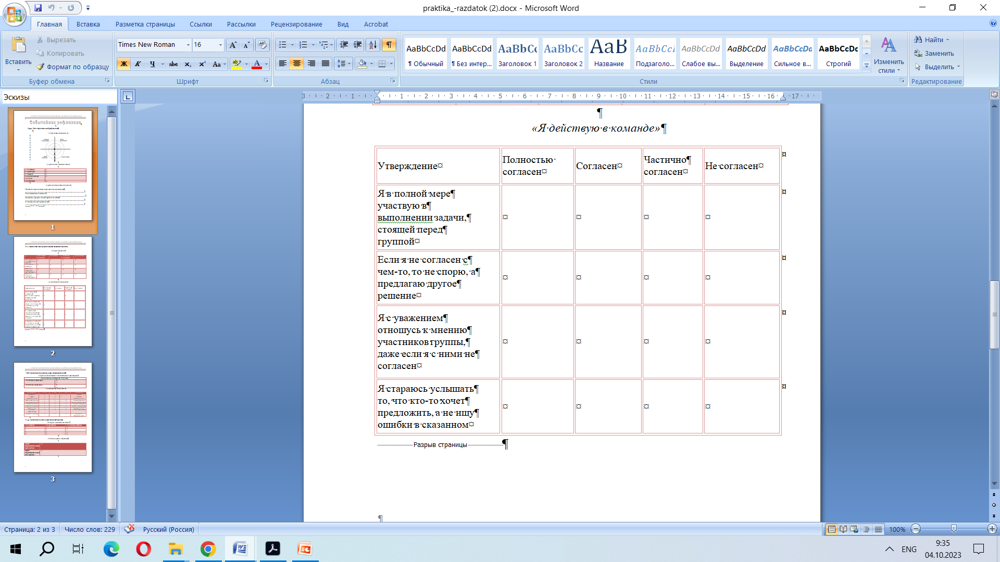 praktika_-razdatok (2).docx - Microsoft Word
Главная Вставка Разметка страницы Ссылки Рассылки Рецензирование Вид Acrobat
Вставить
Вырезать
Копировать
Формат по образцу
Буфер обмена
Times New Roman 16
Ж К Ч abc x₂ x² Aa
Шрифт
Абзац
AaBbCcDd AaBbCcDd AaBbCc AaBbCc АаВ AaBbCcI AaBbCcDd AaBbCcDd AaBbCcDd AaBbCcDc
¶ Обычный ¶ Без интер... Заголовок 1 Заголовок 2 Название Подзаголо... Слабое вы... Выделение Сильное в... Строгий
Стили
Изменить
стили
Найти
Заменить
Выделить
Редактирование
Эскизы
3 2 1 1 2 3 4 5 6 7 8 9 10 11 12 13 14 15 16 17
Событийная рефлексия
1
2
3
¶
«Я·действую·в·команде»¶
Утверждение¤
Полностью·
согласен¤
Согласен¤
Частично¶
согласен¤
Не·согласен¤
Я·в·полной·мере¶
участвую·в¶
выполнении·задачи,¶
стоящей·перед¶
группой¤
Если·я·не·согласен·с¶
чем-то,·то·не·спорю,·а¶
предлагаю·другое¶
решение¤
Я·с·уважением¶
отношусь·к·мнению¶
участников·группы,¶
даже·если·я·с·ними·не¶
согласен¤
Я·стараюсь·услышать¶
то,·что·кто-то·хочет¶
предложить,·а·не·ищу¶
ошибки·в·сказанном¤
Разрыв страницы¶
¶
Страница: 2 из 3 Число слов: 229 Русский (Россия) 100%
ENG
9:35
04.10.2023